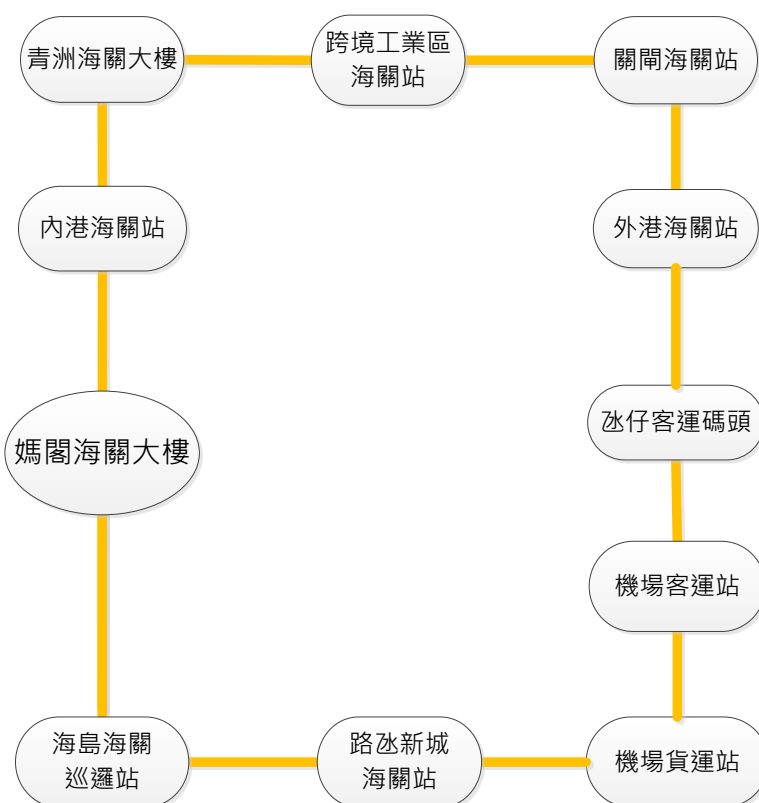 青洲海關大樓
跨境工業區
海關站
關閘海關站
內港海關站
外港海關站
媽閣海關大樓
氹仔客運碼頭
機場客運站
海島海關
巡邏站
路氹新城
海關站
機場貨運站